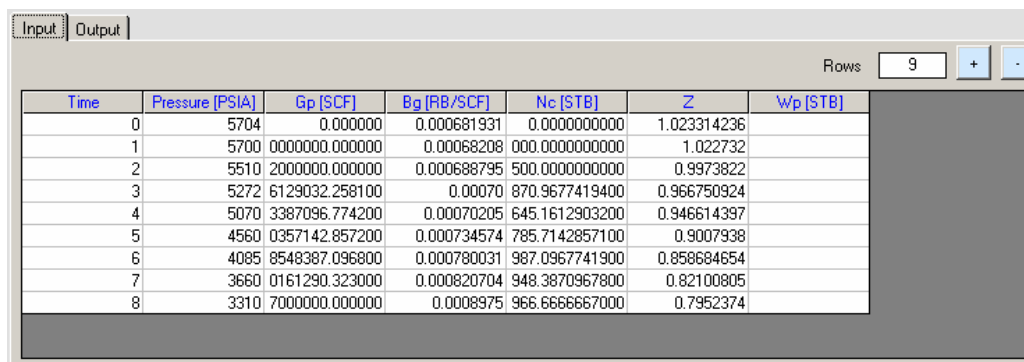 Input Output
Rows 9 + -
Time Pressure [PSIA] Gp [SCF] Bg [RB/SCF] Nc [STB] Z Wp [STB]
0 5704 0.000000 0.000681931 0.0000000000 1.023314236
1 5700 0000000.000000 0.00068208 000.0000000000 1.022732
2 5510 2000000.000000 0.000688795 500.0000000000 0.9973822
3 5272 6129032.258100 0.00070 870.9677419400 0.966750924
4 5070 3387096.774200 0.00070205 645.1612903200 0.946614397
5 4560 0357142.857200 0.000734574 785.7142857100 0.9007938
6 4085 8548387.096800 0.000780031 987.0967741900 0.858684654
7 3660 0161290.323000 0.000820704 948.3870967800 0.82100805
8 3310 7000000.000000 0.0008975 966.6666667000 0.7952374